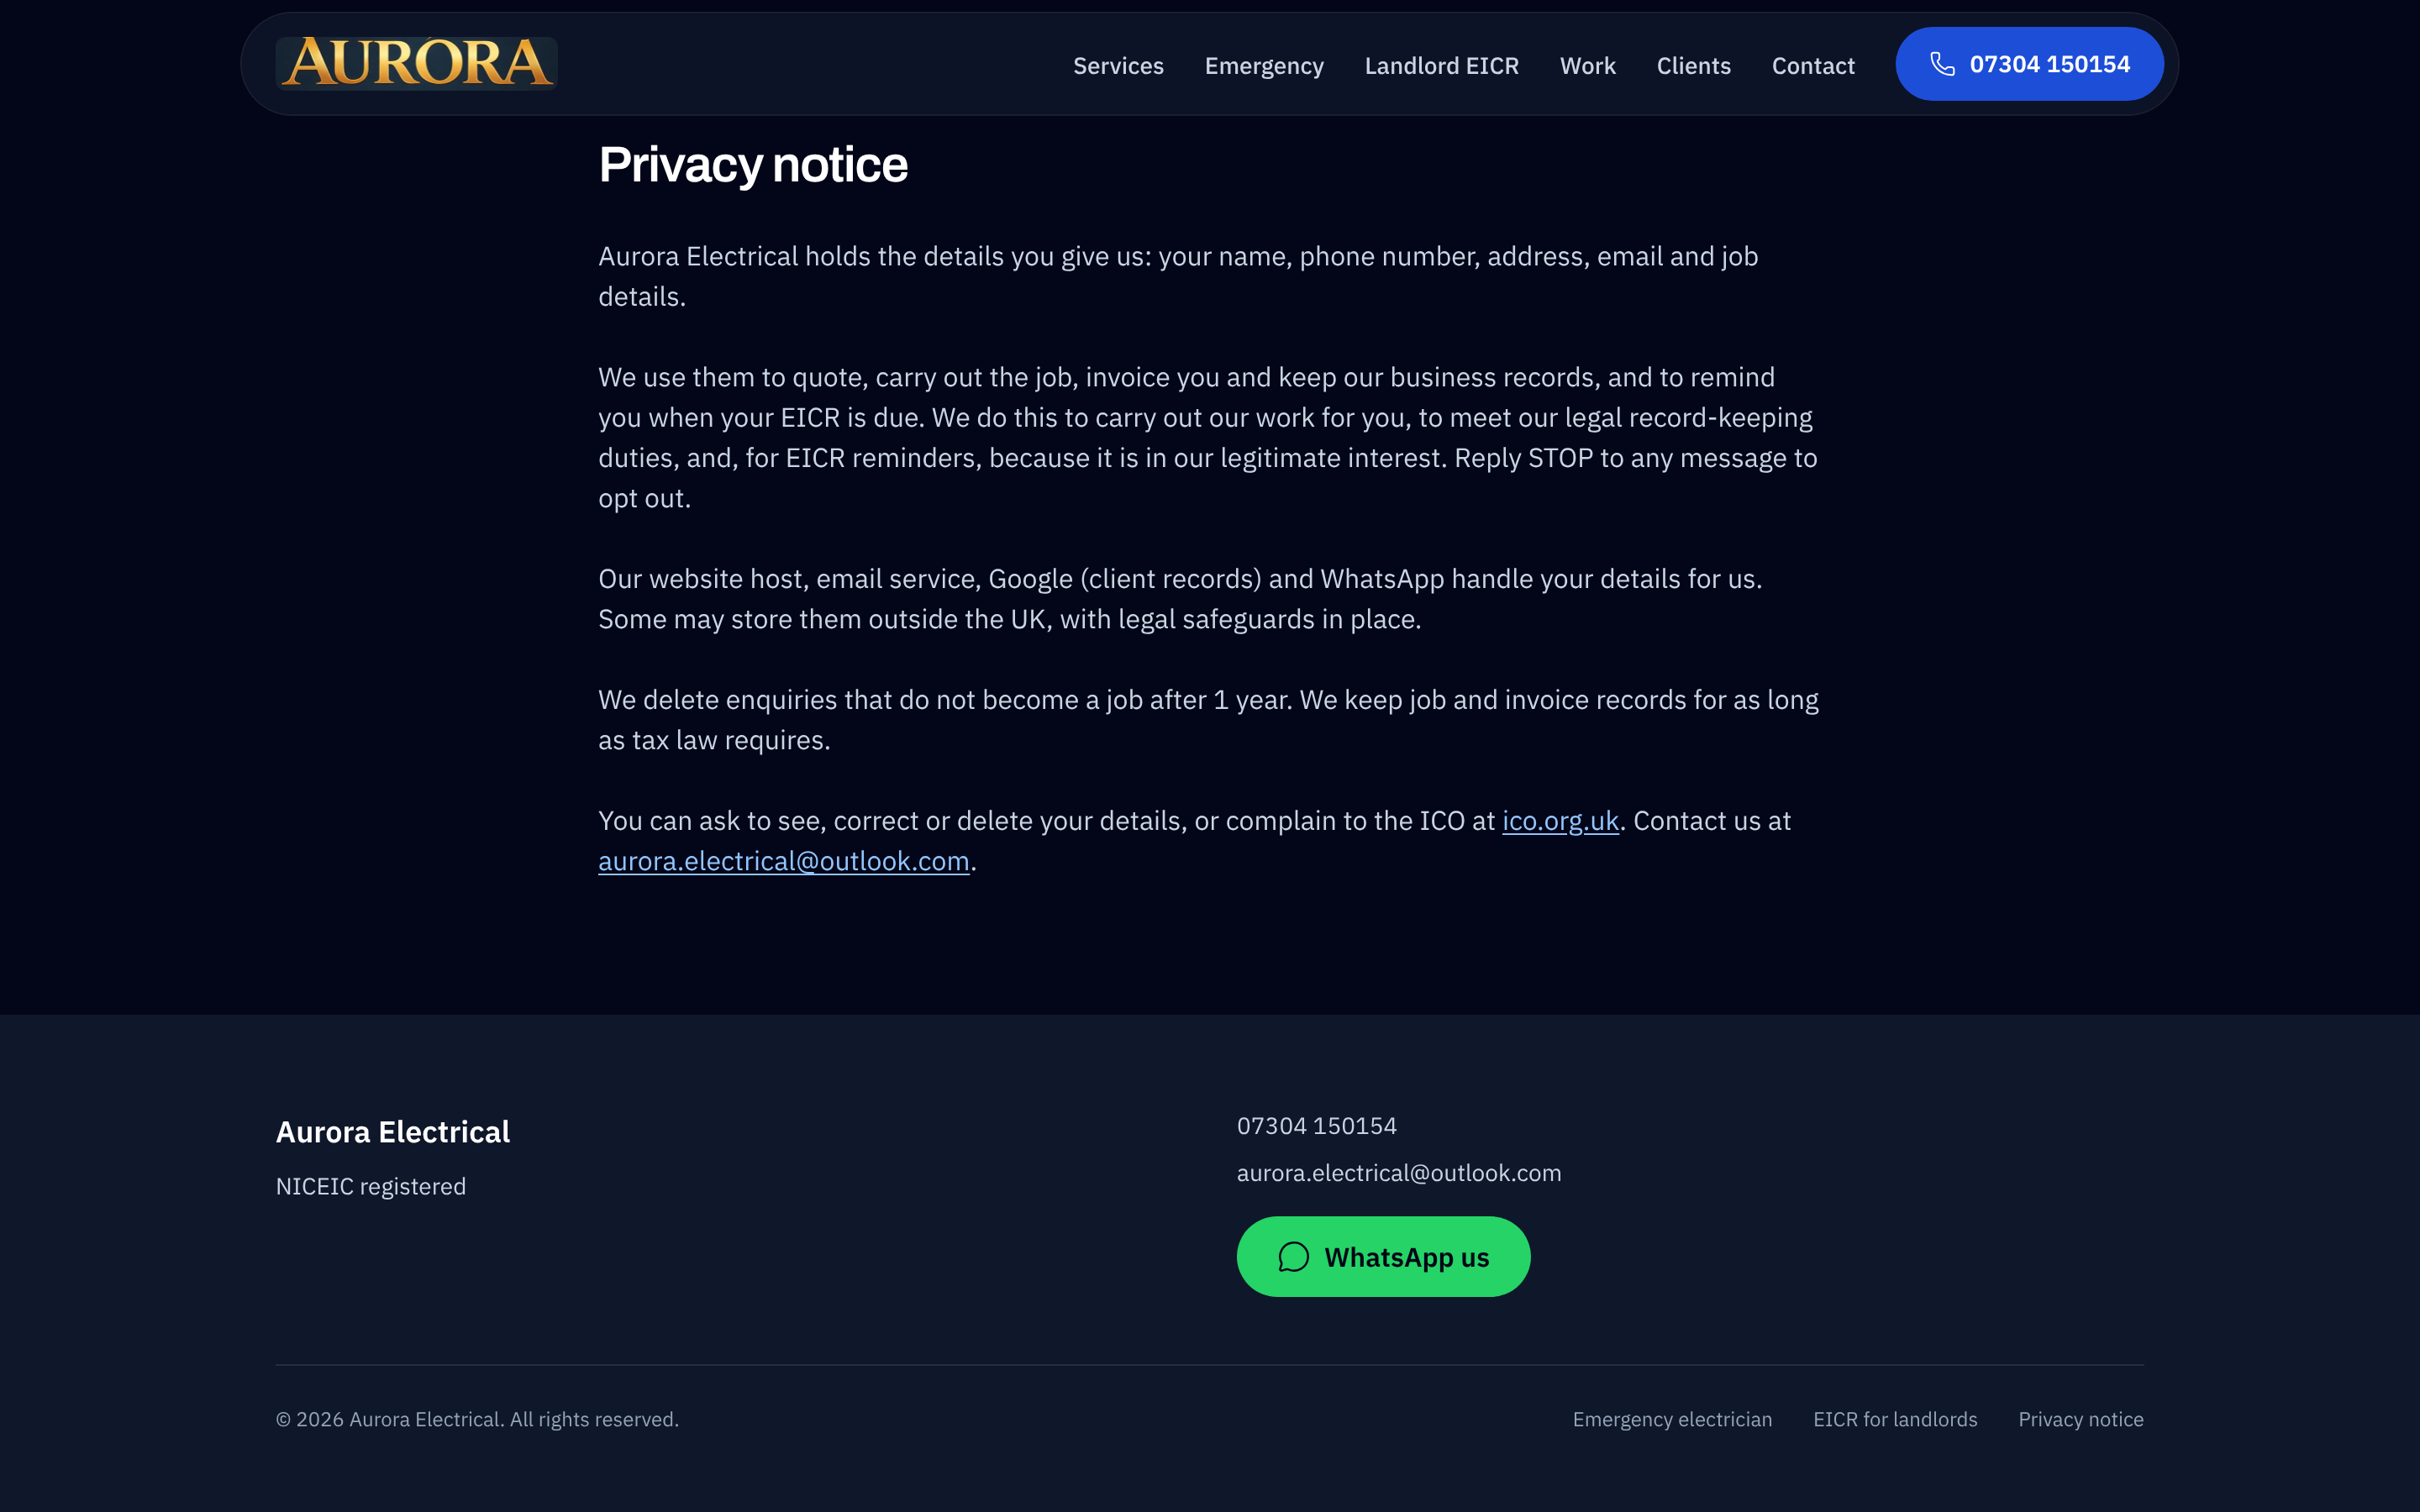 AURORA
Services
Emergency
Landlord EICR
Work
Clients
Contact
07304 150154
Privacy notice
Aurora Electrical holds the details you give us: your name, phone number, address, email and job
details.
We use them to quote, carry out the job, invoice you and keep our business records, and to remind
you when your EICR is due. We do this to carry out our work for you, to meet our legal record-keeping
duties, and, for EICR reminders, because it is in our legitimate interest. Reply STOP to any message to
opt out.
Our website host, email service, Google (client records) and WhatsApp handle your details for us.
Some may store them outside the UK, with legal safeguards in place.
We delete enquiries that do not become a job after 1 year. We keep job and invoice records for as long
as tax law requires.
You can ask to see, correct or delete your details, or complain to the ICO at ico.org.uk. Contact us at
aurora.electrical@outlook.com.
Aurora Electrical
NICEIC registered
07304 150154
aurora.electrical@outlook.com
WhatsApp us
© 2026 Aurora Electrical. All rights reserved.
Emergency electrician
EICR for landlords
Privacy notice